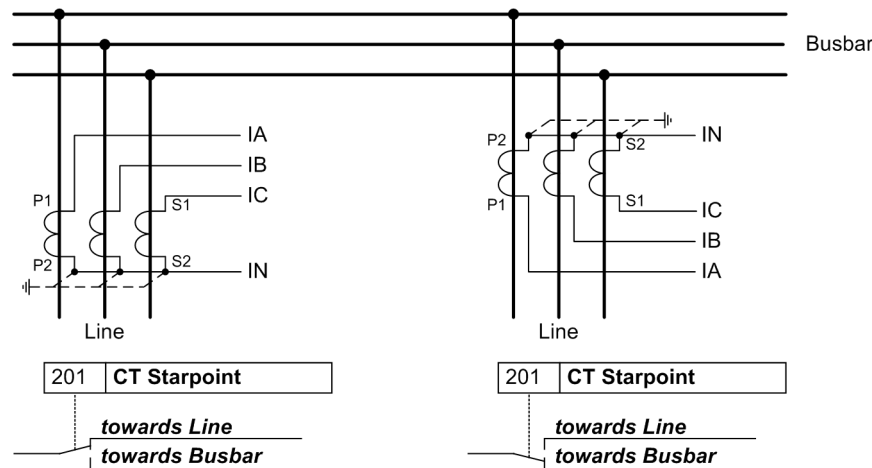 Busbar
IA
IB
IC
P1
S1
P2
S2
IN
Line
201 CT Starpoint
towards Line
towards Busbar
P2
S2
IN
P1
S1
IC
IB
IA
Line
201 CT Starpoint
towards Line
towards Busbar